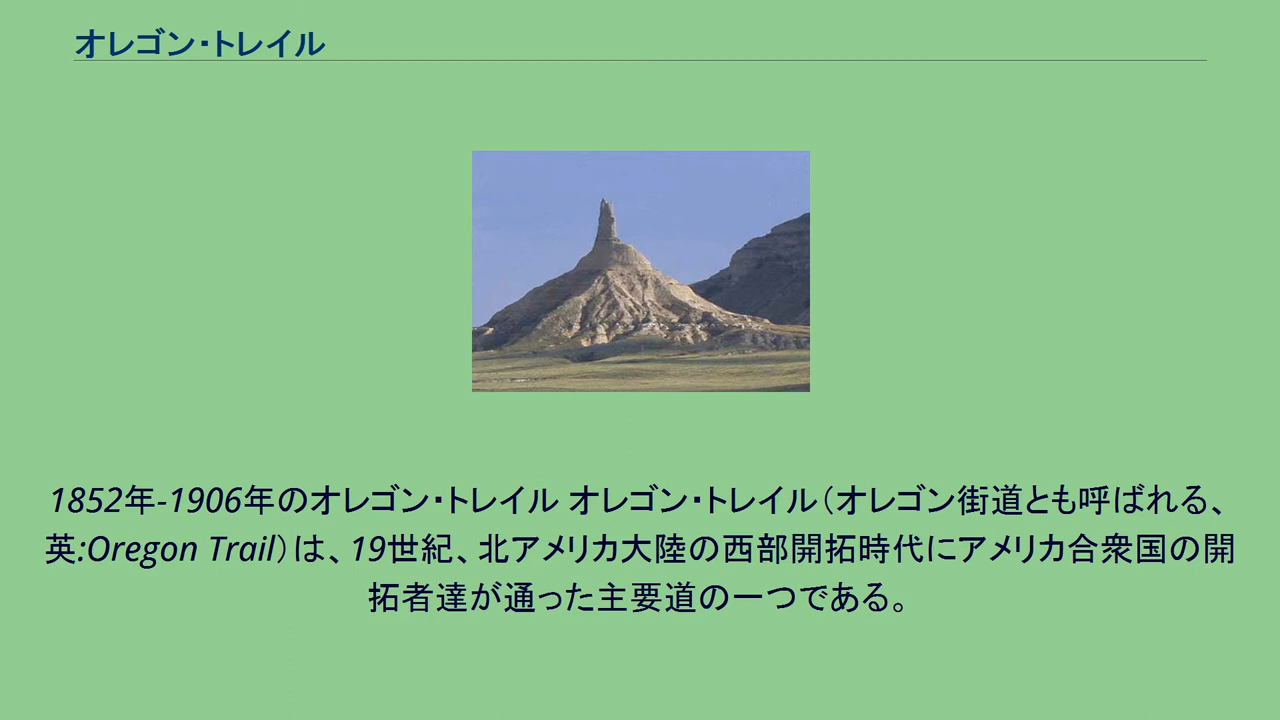 オレゴン・トレイル
1852年-1906年のオレゴン・トレイル オレゴン・トレイル（オレゴン街道とも呼ばれる、
英:Oregon Trail）は、19世紀、北アメリカ大陸の西部開拓時代にアメリカ合衆国の開
拓者達が通った主要道の一つである。